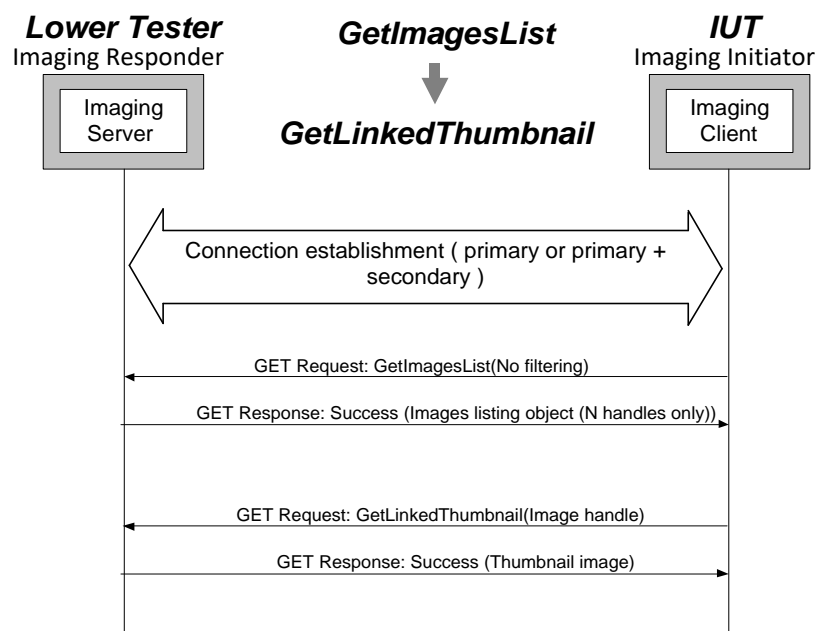 Lower Tester
Imaging Responder
GetImagesList
IUT
Imaging Initiator
Imaging
Server
GetLinkedThumbnail
Imaging
Client
Connection establishment ( primary or primary +
secondary )
GET Request: GetImagesList(No filtering)
GET Response: Success (Images listing object (N handles only))
GET Request: GetLinkedThumbnail(Image handle)
GET Response: Success (Thumbnail image)